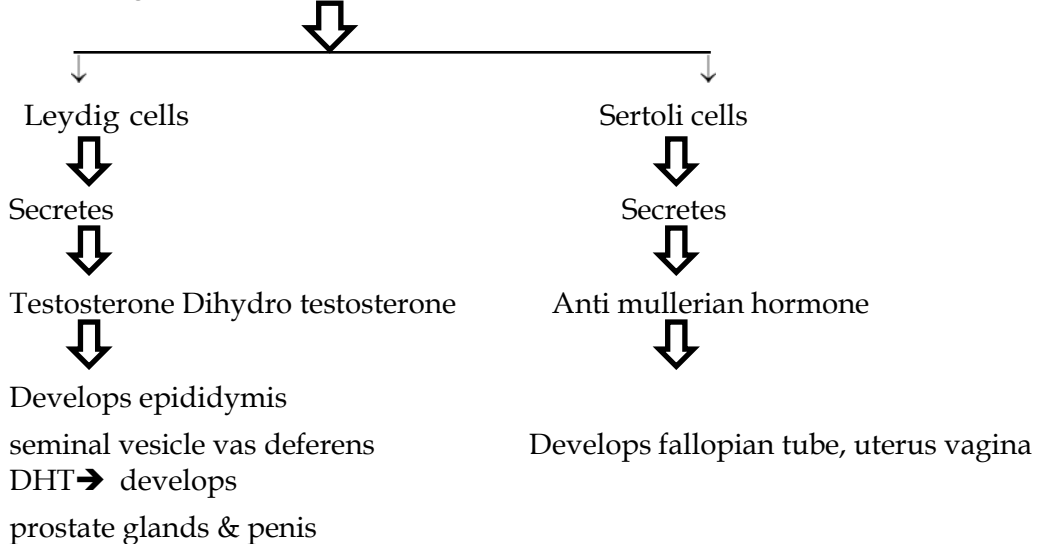 Leydig cells
Sertoli cells
Secretes
Secretes
Testosterone Dihydro testosterone
Anti mullerian hormone
Develops epididymis
seminal vesicle vas deferens
Develops fallopian tube, uterus vagina
DHT➔ develops
prostate glands & penis